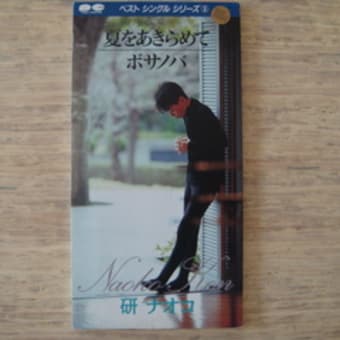 ベスト シングル シリーズ⑧
夏をあきらめて
ボサノバ
Naoko Ken
研 ナオコ